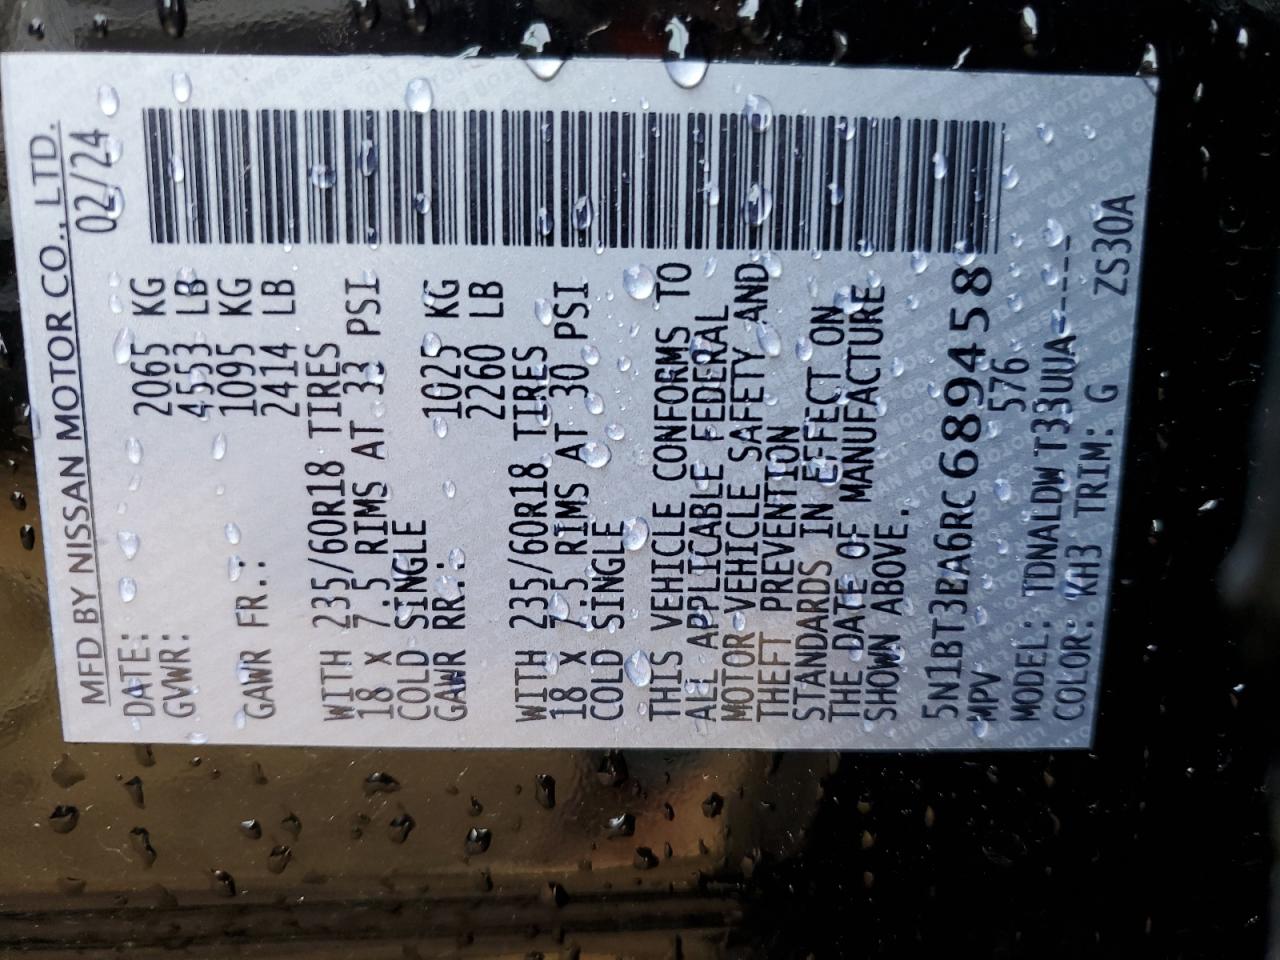 MFD BY NISSAN MOTOR CO., LTD.
DATE: 02/24
GVWR: 2065 KG
4553 LB
GAWR FR.: 1095 KG
2414 LB
WITH 235/60R18 TIRES
18 X 7.5 RIMS AT 33 PSI
COLD SINGLE
GAWR RR.: 1025 KG
2260 LB
WITH 235/60R18 TIRES
18 X 7.5 RIMS AT 30 PSI
COLD SINGLE
THIS VEHICLE CONFORMS TO
ALL APPLICABLE FEDERAL
MOTOR VEHICLE SAFETY AND
THEFT PREVENTION
STANDARDS IN EFFECT ON
THE DATE OF MANUFACTURE
SHOWN ABOVE.
5N1BT3BA6RC689458
MPV 576
MODEL: TDNALDWT33UUA-----
COLOR: KH3 TRIM: G ZS30A